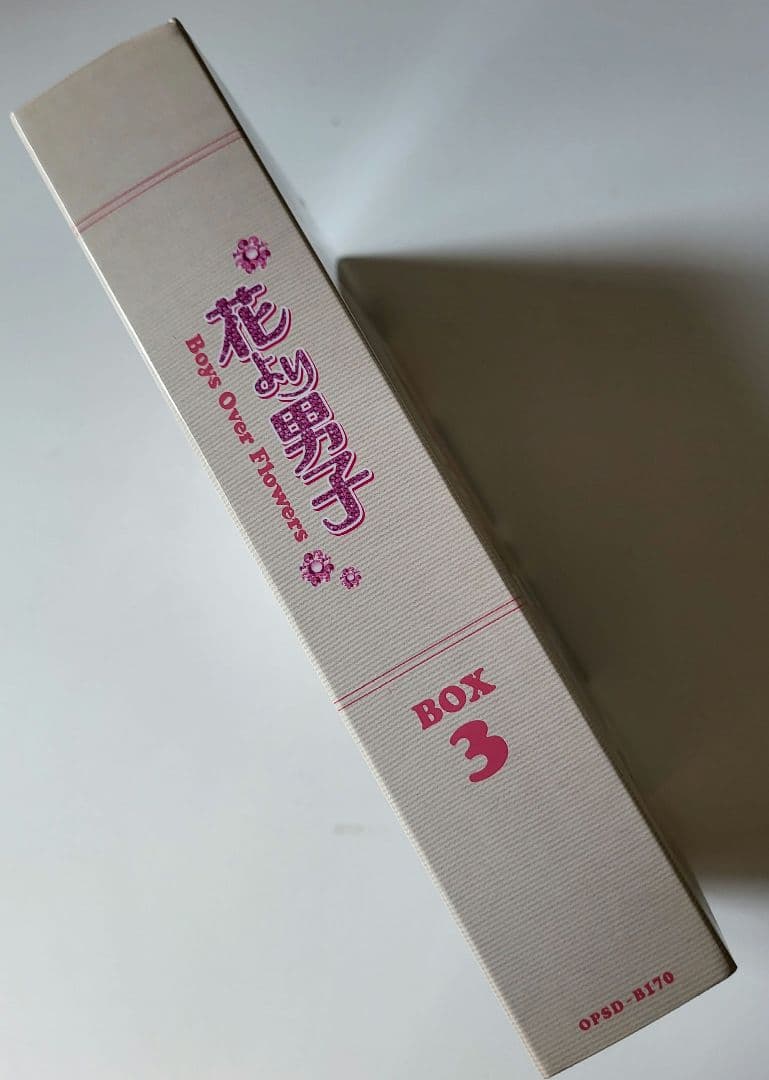 花より男子
Boys Over Flowers
BOX
3
OPSD-B170